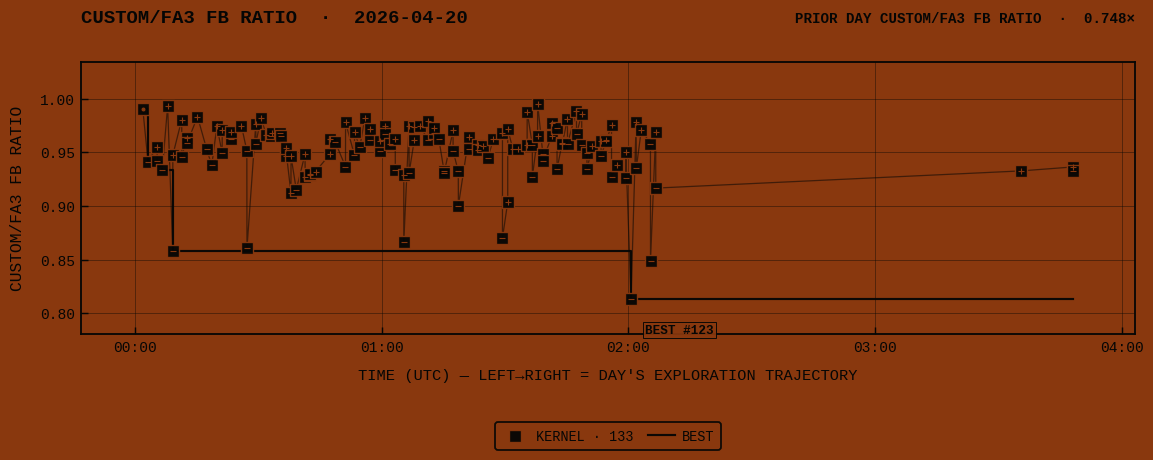 CUSTOM/FA3 FB RATIO · 2026-04-20
PRIOR DAY CUSTOM/FA3 FB RATIO · 0.748×
CUSTOM/FA3 FB RATIO
1.00
0.95
0.90
0.85
0.80
BEST #123
00:00 01:00 02:00 03:00 04:00
TIME (UTC) — LEFT→RIGHT = DAY'S EXPLORATION TRAJECTORY
KERNEL · 133 BEST